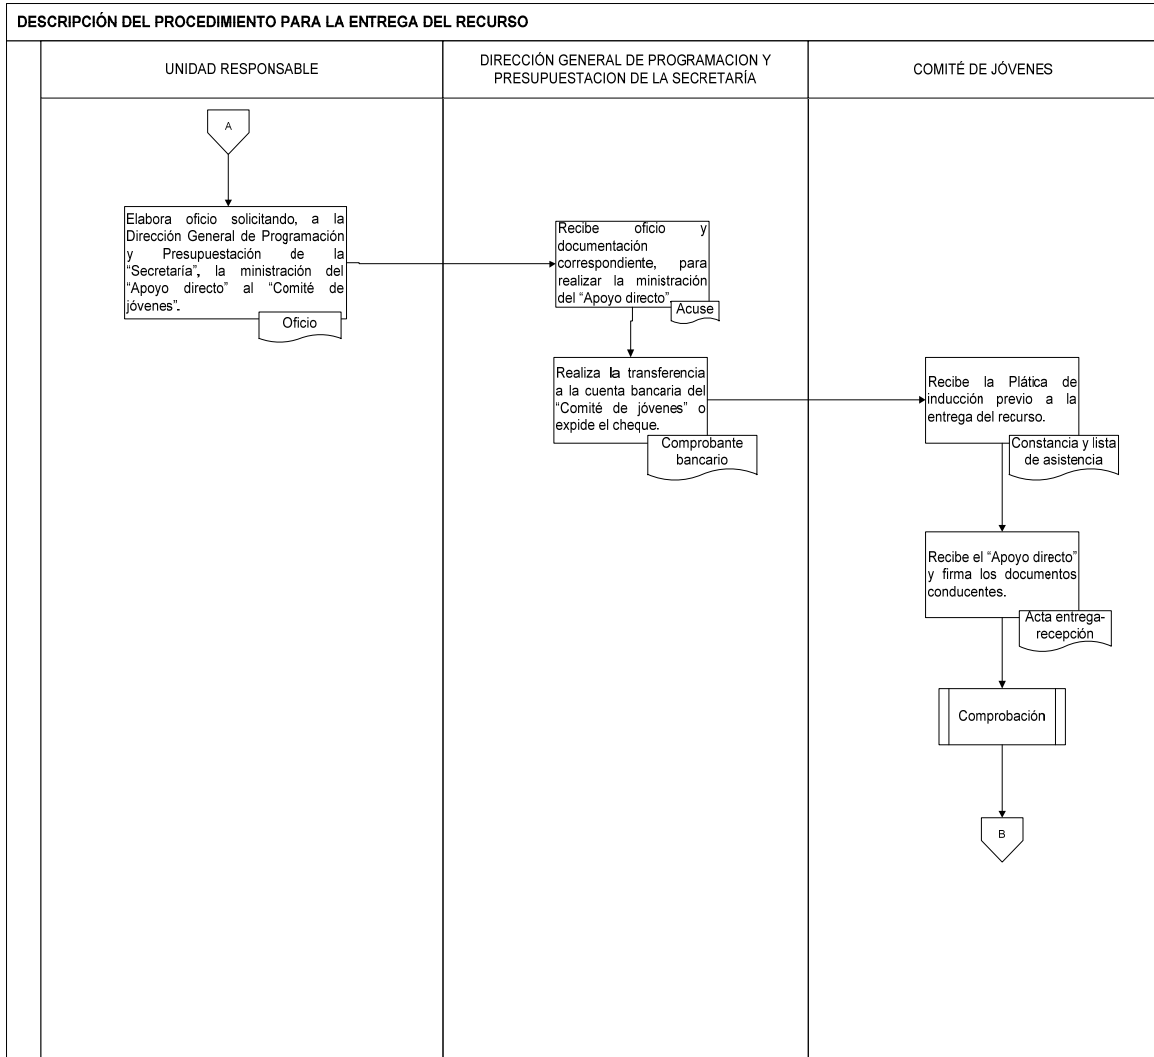 DESCRIPCIÓN DEL PROCEDIMIENTO PARA LA ENTREGA DEL RECURSO
UNIDAD RESPONSABLE
DIRECCIÓN GENERAL DE PROGRAMACION Y
PRESUPUESTACION DE LA SECRETARÍA
COMITÉ DE JÓVENES
A
Elabora oficio solicitando, a la
Dirección General de Programación
y Presupuestación de la
“Secretaría”, la ministración del
“Apoyo directo” al “Comité de
jóvenes”.
Oficio
Recibe oficio y
documentación
correspondiente, para
realizar la ministración
del “Apoyo directo”.
Acuse
Realiza la transferencia
a la cuenta bancaria del
“Comité de jóvenes” o
expide el cheque.
Comprobante
bancario
Recibe la Plática de
inducción previo a la
entrega del recurso.
Constancia y lista
de asistencia
Recibe el “Apoyo directo”
y firma los documentos
conducentes.
Acta entrega-
recepción
Comprobación
B